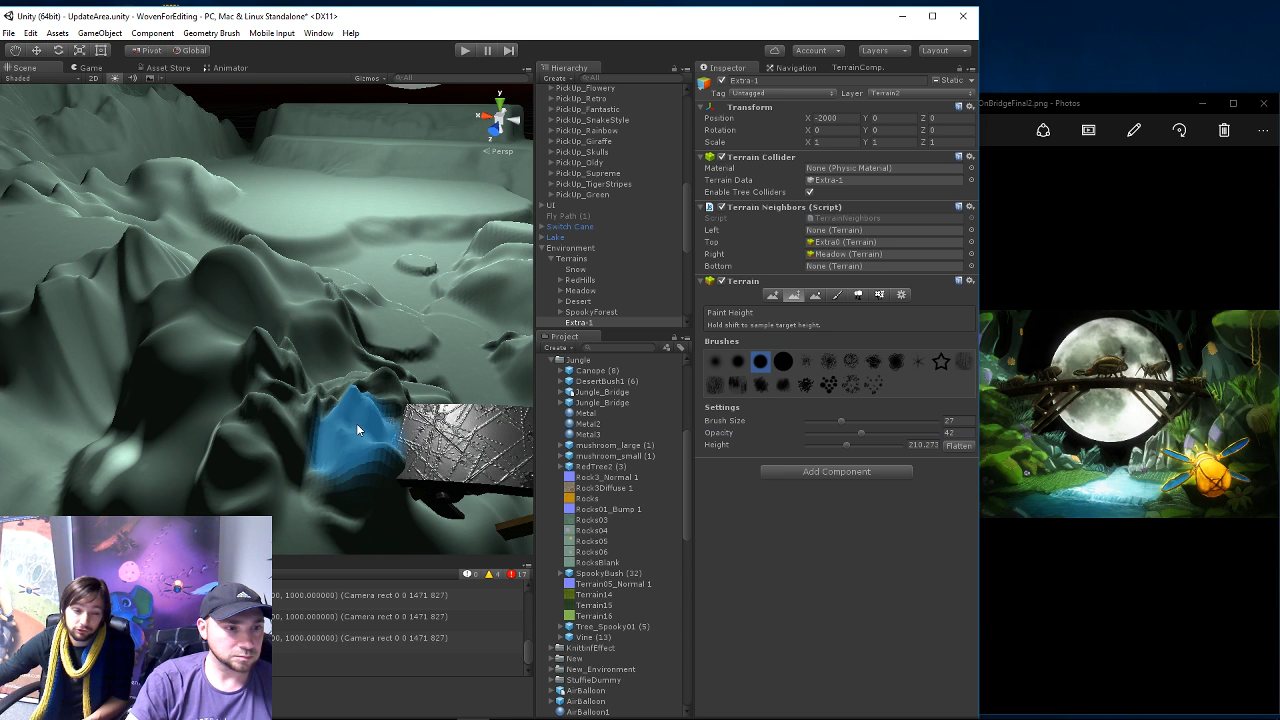 Unity (64bit) - UpdateArea.unity - WovenForEditing - PC, Mac & Linux Standalone* <DX11>
File Edit Assets GameObject Component Geometry Brush Mobile Input Window Help
Pivot Global Account Layers Layout
Scene Game Asset Store Animator
Shaded 2D Gizmos All
y
x
z
Persp
Hierarchy
Create All
PickUp_Flowery
PickUp_Retro
PickUp_Fantastic
PickUp_SnakeStyle
PickUp_Rainbow
PickUp_Giraffe
PickUp_Skulls
PickUp_Oldy
PickUp_Supreme
PickUp_TigerStripes
PickUp_Green
UI
Fly Path (1)
Switch Cane
Lake
Environment
Terrains
Snow
RedHills
Meadow
Desert
SpookyForest
Extra-1
Project
Create
Jungle
Canope (8)
DesertBush1 (6)
Jungle_Bridge
Jungle_Bridge
Metal
Metal2
Metal3
mushroom_large (1)
mushroom_small (1)
RedTree2 (3)
Rock3_Normal 1
Rock3Diffuse 1
Rocks
Rocks01_Bump 1
Rocks03
Rocks04
Rocks05
Rocks06
RocksBlank
SpookyBush (32)
Terrain05_Normal 1
Terrain14
Terrain15
Terrain16
Tree_Spooky01 (5)
Vine (13)
KnittinfEffect
New
New_Environment
StuffieDummy
AirBalloon
AirBalloon
AirBalloon1
Inspector Navigation TerrainComp.
Extra-1 Static
Tag Untagged Layer Terrain2
Transform
Position X -2000 Y 0 Z 0
Rotation X 0 Y 0 Z 0
Scale X 1 Y 1 Z 1
Terrain Collider
Material None (Physic Material)
Terrain Data Extra-1
Enable Tree Colliders
Terrain Neighbors (Script)
Script TerrainNeighbors
Left None (Terrain)
Top Extra0 (Terrain)
Right Meadow (Terrain)
Bottom None (Terrain)
Terrain
Paint Height
Hold shift to sample target height.
Brushes
Settings
Brush Size 27
Opacity 42
Height 210.273 Flatten
Add Component
0 4 17
00, 1000.000000) (Camera rect 0 0 1471 827)
00, 1000.000000) (Camera rect 0 0 1471 827)
00, 1000.000000) (Camera rect 0 0 1471 827)
OnBridgeFinal2.png - Photos